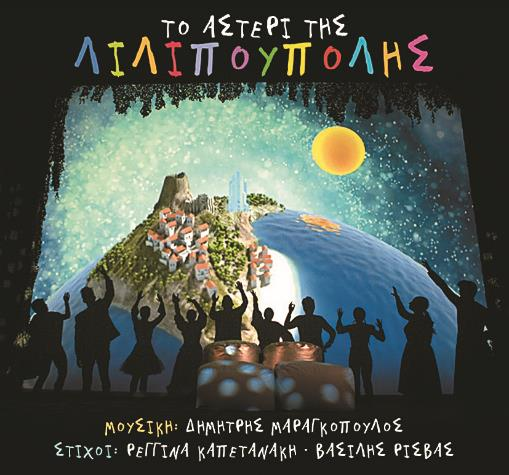 ΤΟ ΑΣΤΕΡΙ ΤΗΣ
ΛΙΛΙΠΟΥΠΟΛΗΣ
ΜΟΥΣΙΚΗ: ΔΗΜΗΤΡΗΣ ΜΑΡΑΓΚΟΠΟΥΛΟΣ
ΣΤΙΧΟΙ: ΡΕΓΓΙΝΑ ΚΑΠΕΤΑΝΑΚΗ · ΒΑΣΙΛΗΣ ΡΙΣΒΑΣ